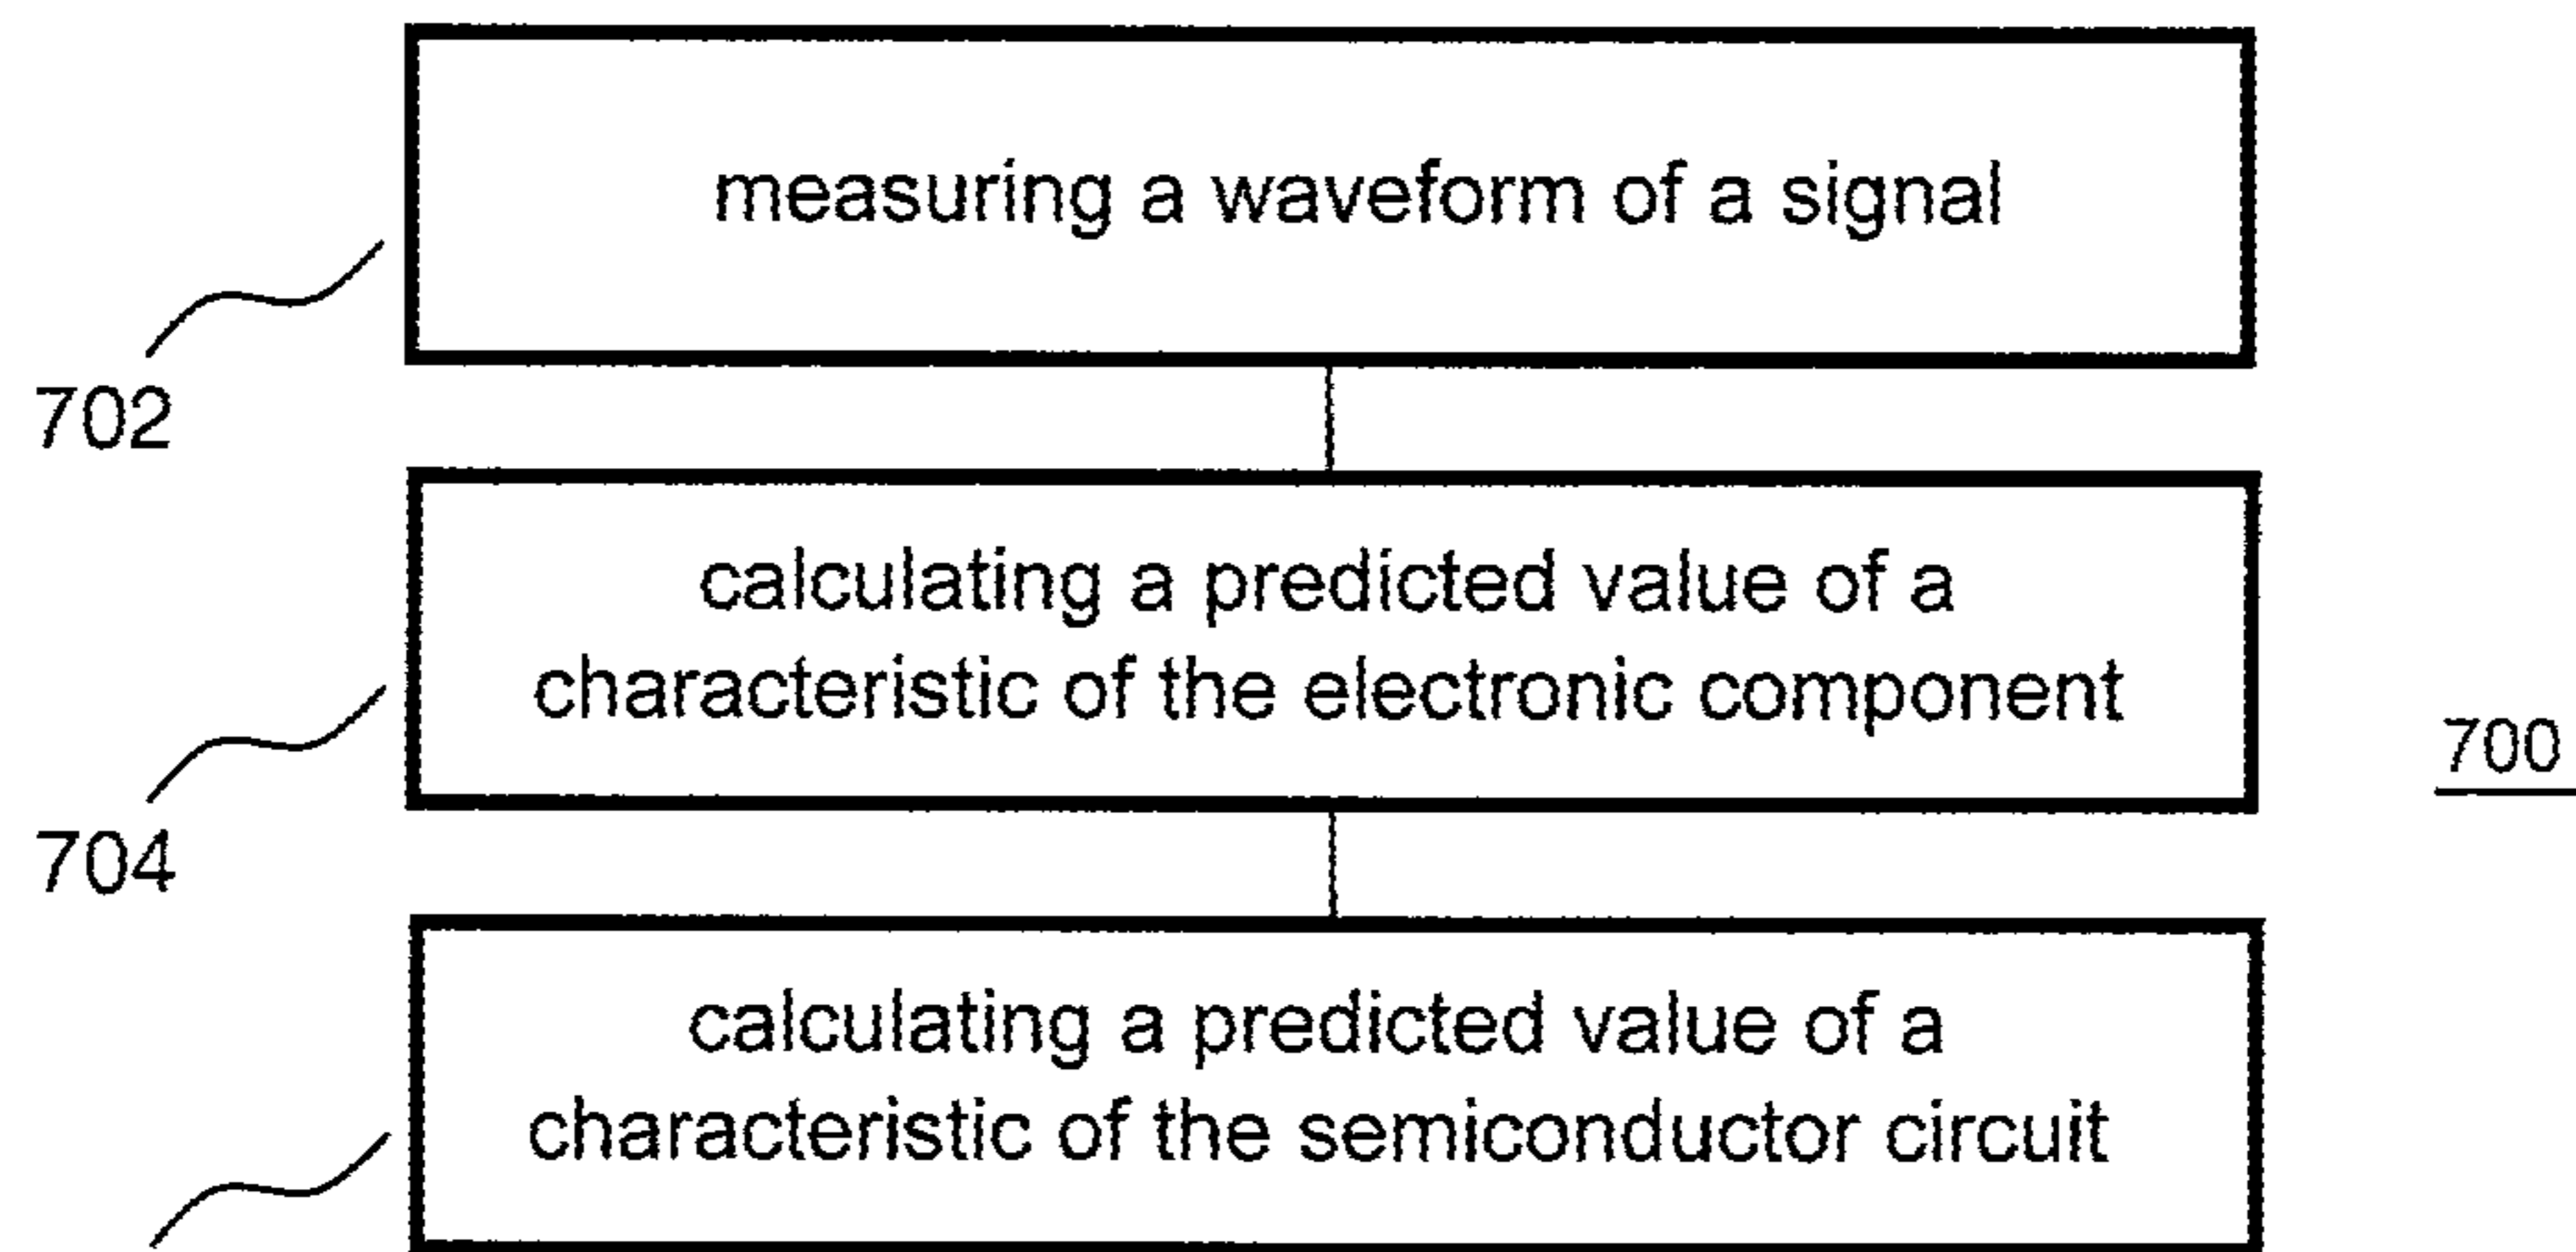 measuring a waveform of a signal
702
calculating a predicted value of a
characteristic of the electronic component
700
704
calculating a predicted value of a
characteristic of the semiconductor circuit